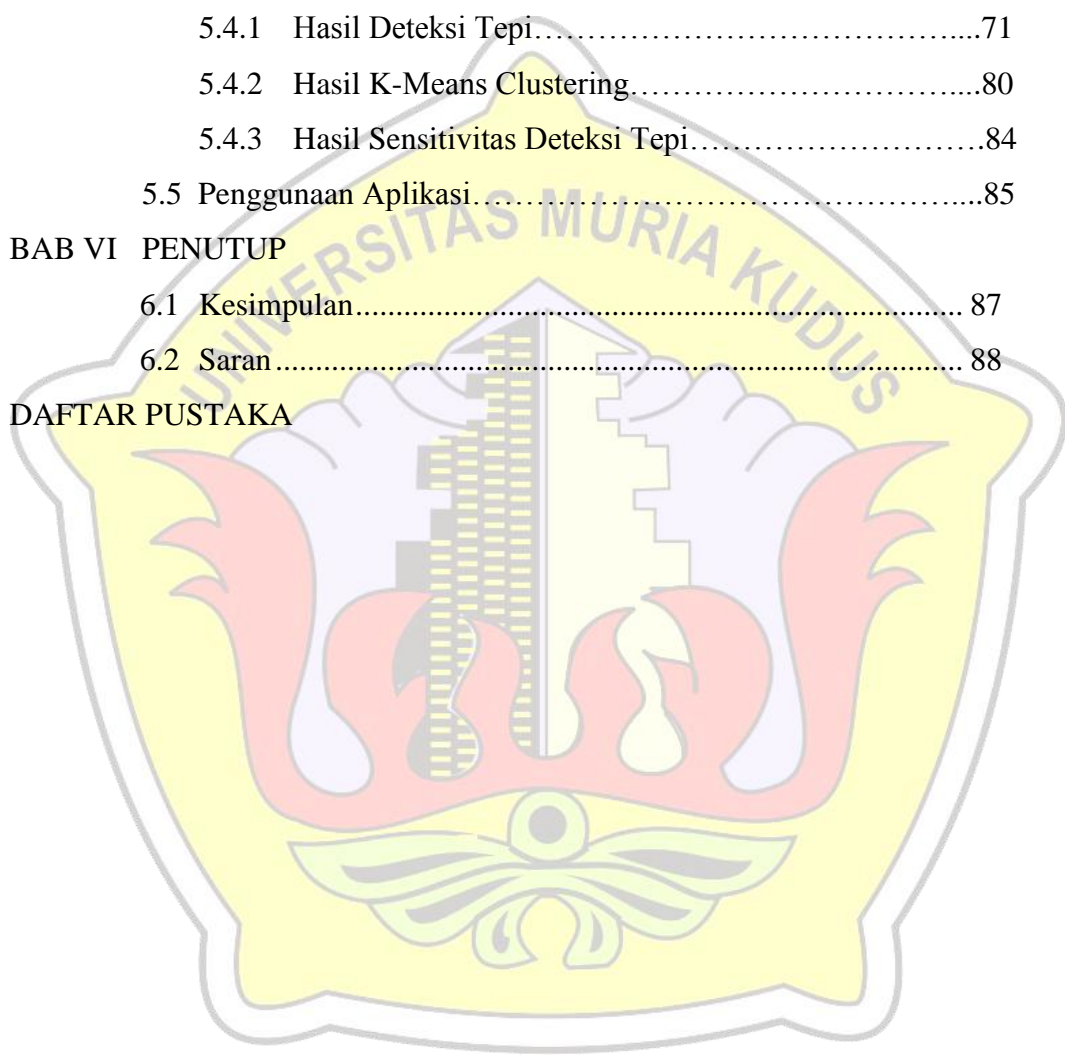 5.4.1 Hasil Deteksi Tepi…………………………………...71
5.4.2 Hasil K-Means Clustering…………………………...80
5.4.3 Hasil Sensitivitas Deteksi Tepi……………………….84
5.5 Penggunaan Aplikasi………………………………………...85
UNIVERSITAS MURIA KUDUS
BAB VI PENUTUP
6.1 Kesimpulan............................................................................ 87
6.2 Saran ...................................................................................... 88
DAFTAR PUSTAKA